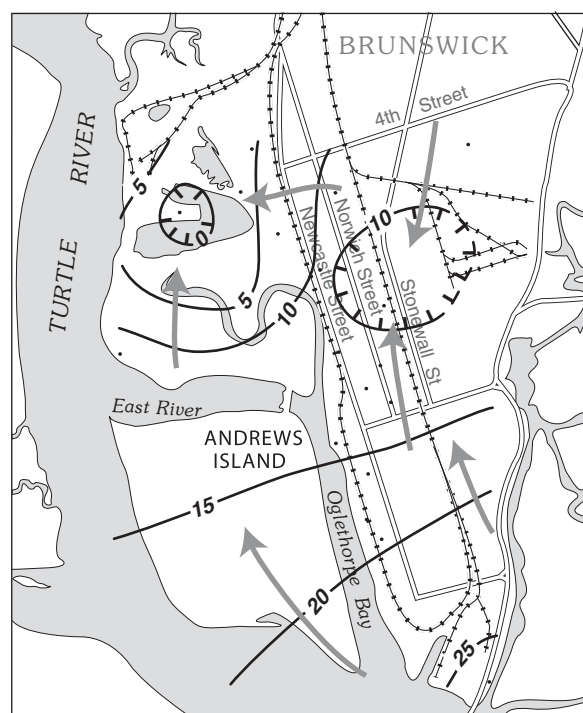 BRUNSWICK
4th Street
TURTLE RIVER
5
0
10
Norwich Street
Newcastle Street
Stonewall St
5
10
East River
ANDREWS
ISLAND
15
Oglethorpe Bay
20
25